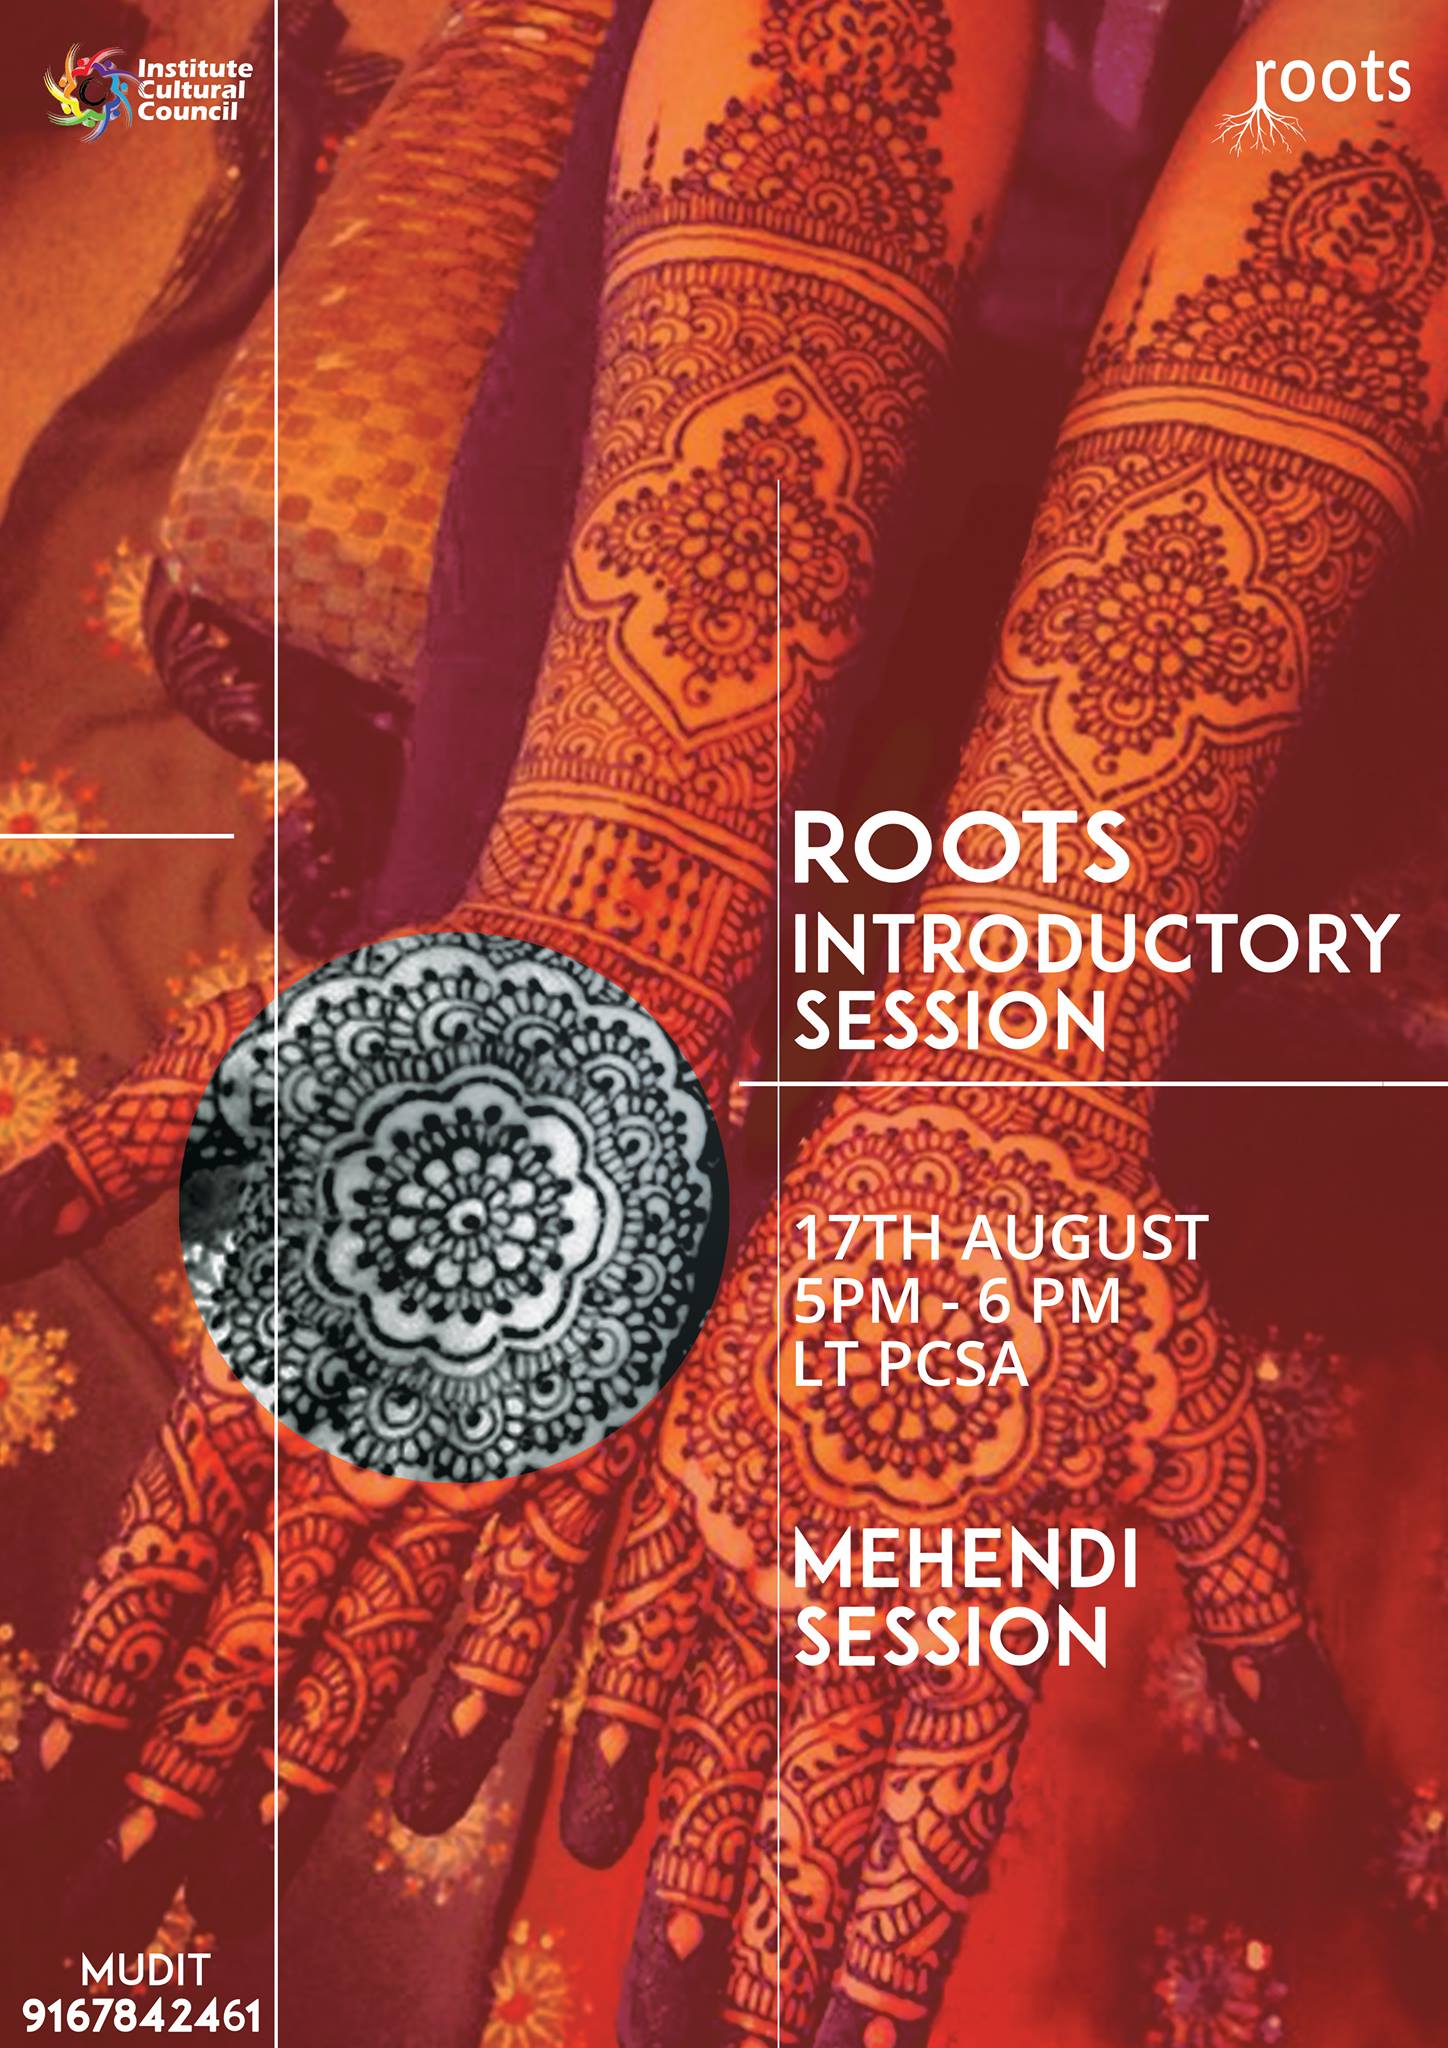 Institute
Cultural
Council
roots
ROOTS
INTRODUCTORY
SESSION
17TH AUGUST
5PM - 6 PM
LT PCSA
MEHENDI
SESSION
MUDIT
9167842461